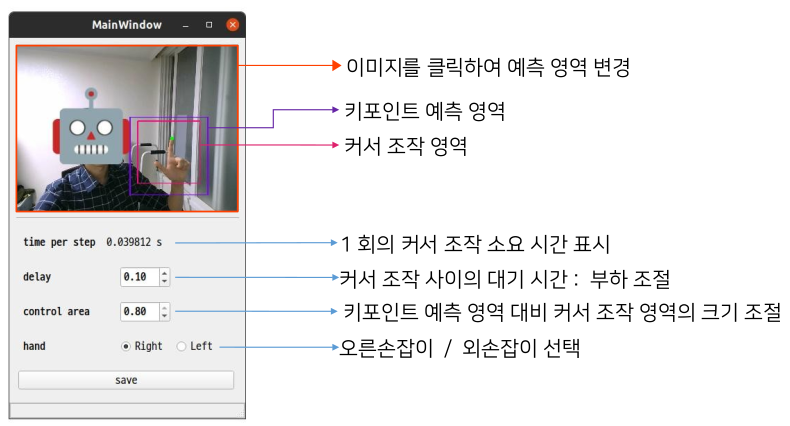 MainWindow
이미지를 클릭하여 예측 영역 변경
키포인트 예측 영역
커서 조작 영역
time per step 0.039812 s
1 회의 커서 조작 소요 시간 표시
delay 0.10
커서 조작 사이의 대기 시간 : 부하 조절
control area 0.80
키포인트 예측 영역 대비 커서 조작 영역의 크기 조절
hand Right Left
오른손잡이 / 외손잡이 선택
save